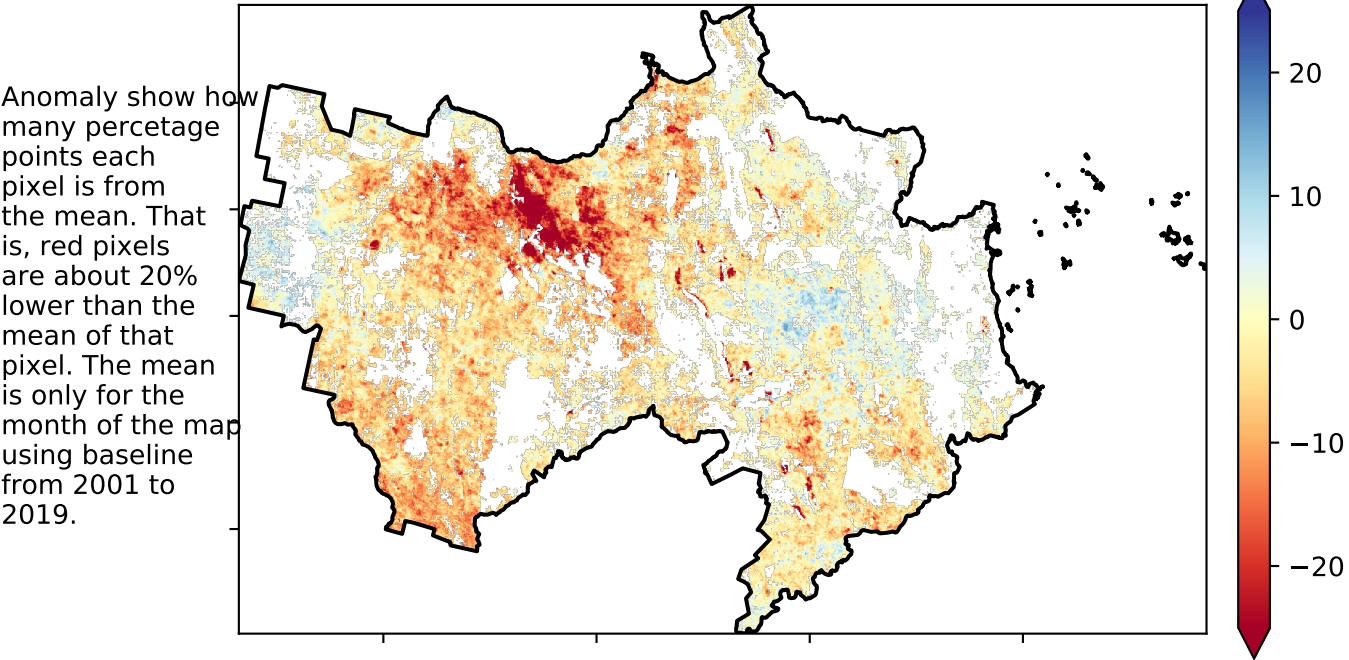 Anomaly show how
many percetage
points each
pixel is from
the mean. That
is, red pixels
are about 20%
lower than the
mean of that
pixel. The mean
is only for the
month of the map
using baseline
from 2001 to
2019.
20
10
0
−10
−20